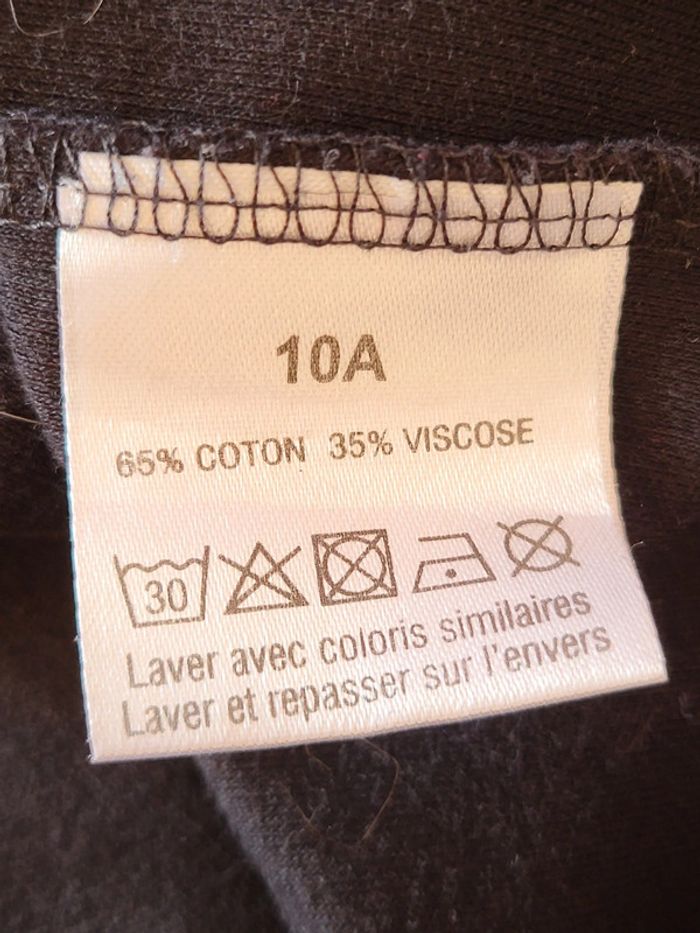 10A
65% COTON 35% VISCOSE
30
Laver avec coloris similaires
Laver et repasser sur l'envers